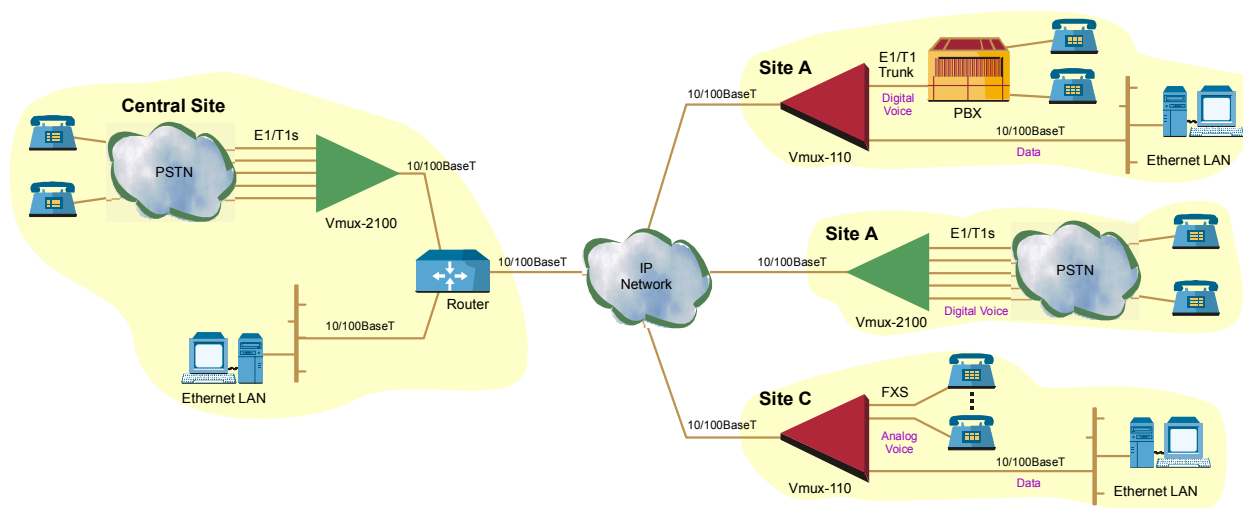 Central Site
PSTN
E1/T1s
Vmux-2100
10/100BaseT
Router
10/100BaseT
Ethernet LAN
10/100BaseT
IP
Network
Site A
10/100BaseT
Vmux-110
E1/T1
Trunk
Digital
Voice
PBX
10/100BaseT
Data
Ethernet LAN
Site A
10/100BaseT
Vmux-2100
E1/T1s
Digital Voice
PSTN
Site C
10/100BaseT
Vmux-110
FXS
Analog
Voice
10/100BaseT
Data
Ethernet LAN